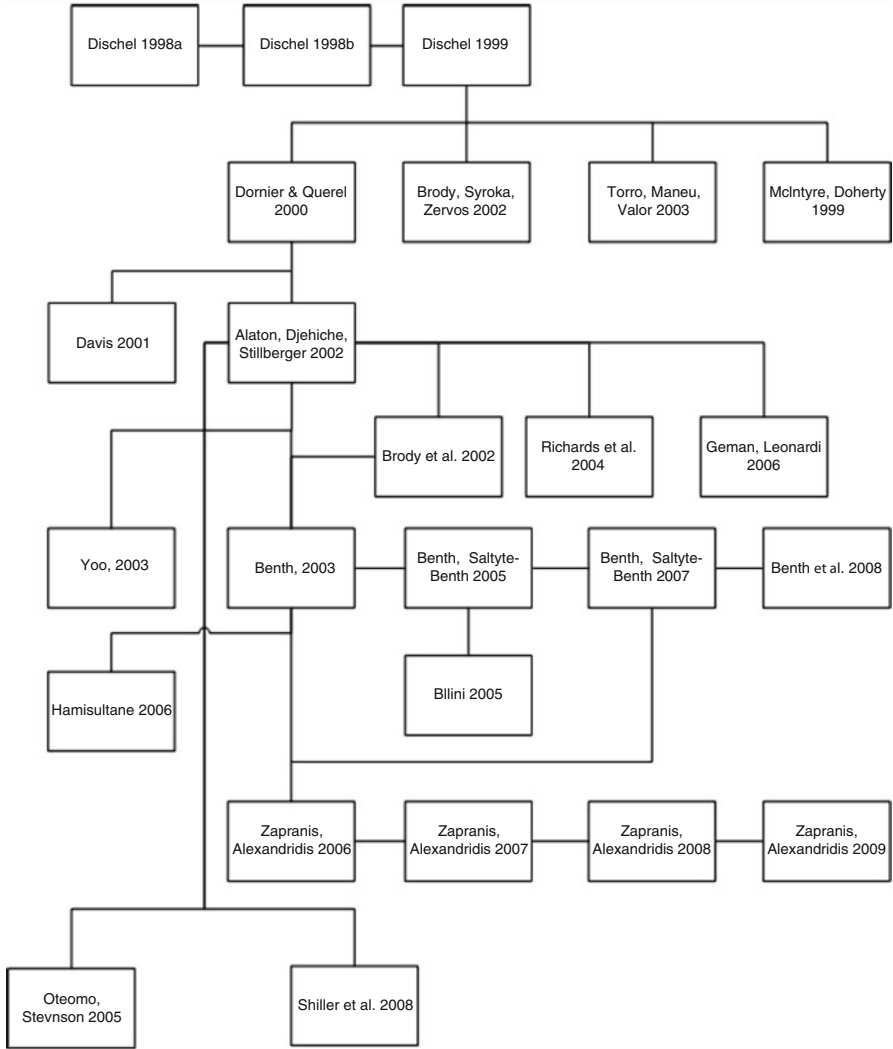 Dischel 1998a
Dischel 1998b
Dischel 1999
Dornier & Querel
2000
Brody, Syroka,
Zervos 2002
Torro, Maneu,
Valor 2003
McIntyre, Doherty
1999
Davis 2001
Alaton, Djehiche,
Stillberger 2002
Brody et al. 2002
Richards et al.
2004
Geman, Leonardi
2006
Yoo, 2003
Benth, 2003
Benth, Saltyte-
Benth 2005
Benth, Saltyte-
Benth 2007
Benth et al. 2008
Hamisultane 2006
Bllini 2005
Zapranis,
Alexandridis 2006
Zapranis,
Alexandridis 2007
Zapranis,
Alexandridis 2008
Zapranis,
Alexandridis 2009
Oteomo,
Stevnson 2005
Shiller et al. 2008